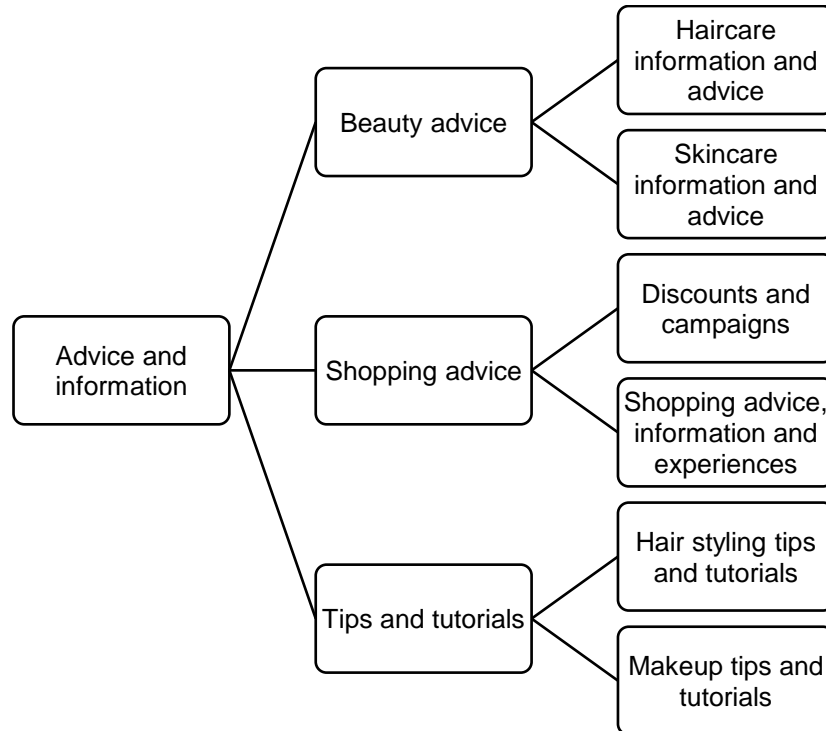 Advice and
information
Beauty advice
Haircare
information and
advice
Skincare
information and
advice
Shopping advice
Discounts and
campaigns
Shopping advice,
information and
experiences
Tips and tutorials
Hair styling tips
and tutorials
Makeup tips and
tutorials